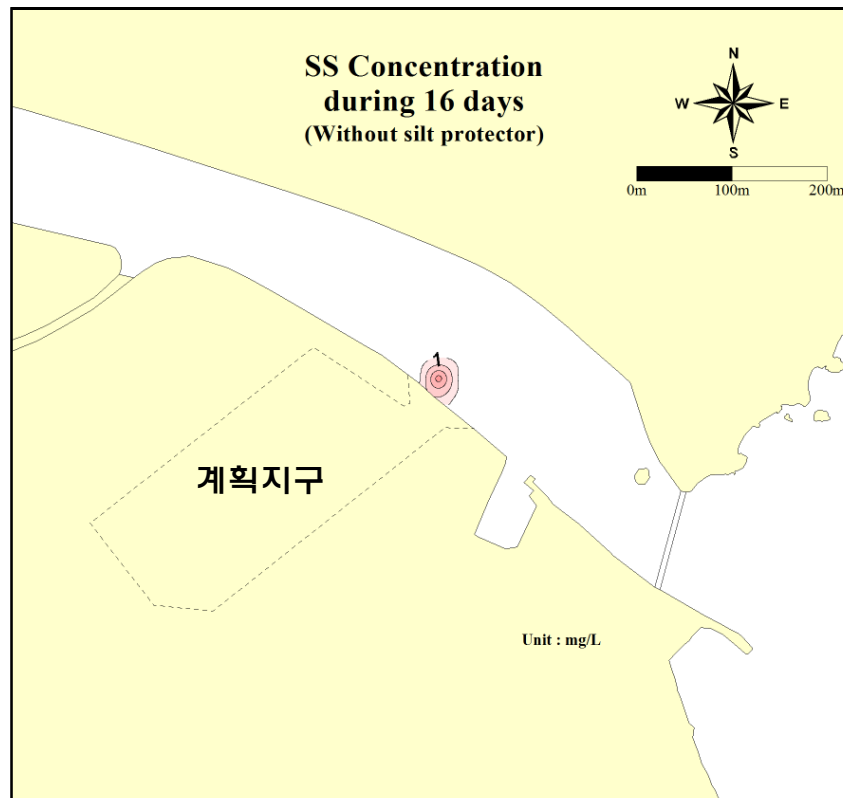 SS Concentration
during 16 days
(Without silt protector)
N
W
E
S
0m
100m
200m
1
계획지구
Unit : mg/L